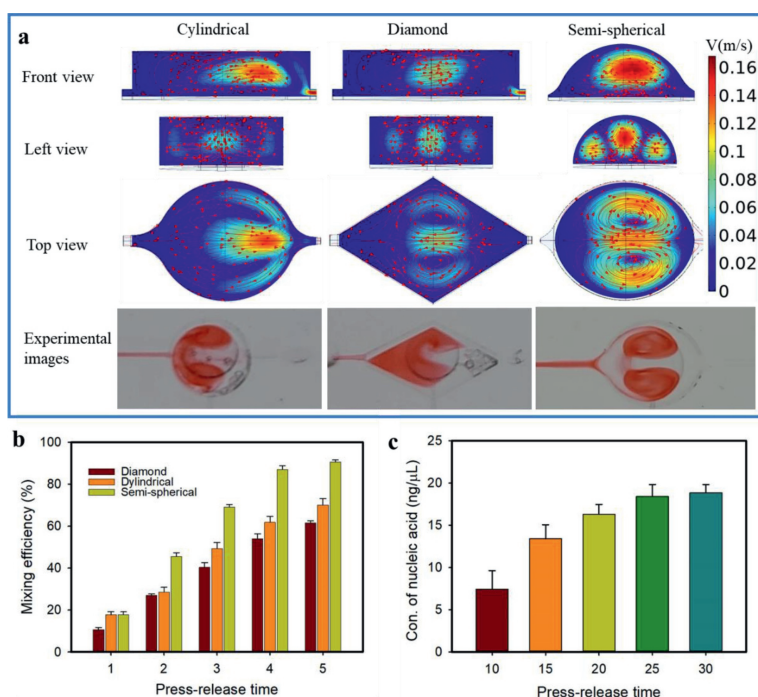 a
Cylindrical
Diamond
Semi-spherical
V(m/s)
Front view
Left view
Top view
Experimental
images
0.16
0.14
0.12
0.1
0.08
0.06
0.04
0.02
0
b
Mixing efficiency (%)
100
80
60
40
20
0
Diamond
Dylindrical
Semi-spherical
1 2 3 4 5
Press-release time
c
Con. of nucleic acid (ng/μL)
25
20
15
10
5
0
10 15 20 25 30
Press-release time